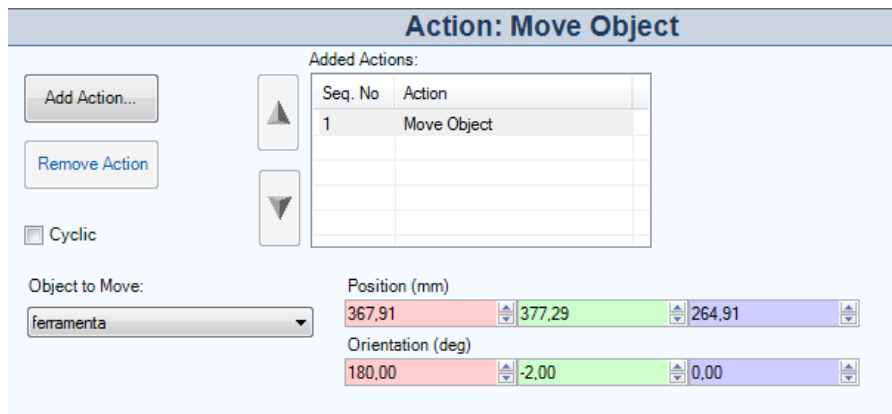 Action: Move Object
Added Actions:
Add Action...
Seq. No Action
1 Move Object
Remove Action
Cyclic
Object to Move:
Position (mm)
ferramenta
367,91 377,29 264,91
Orientation (deg)
180,00 -2,00 0,00